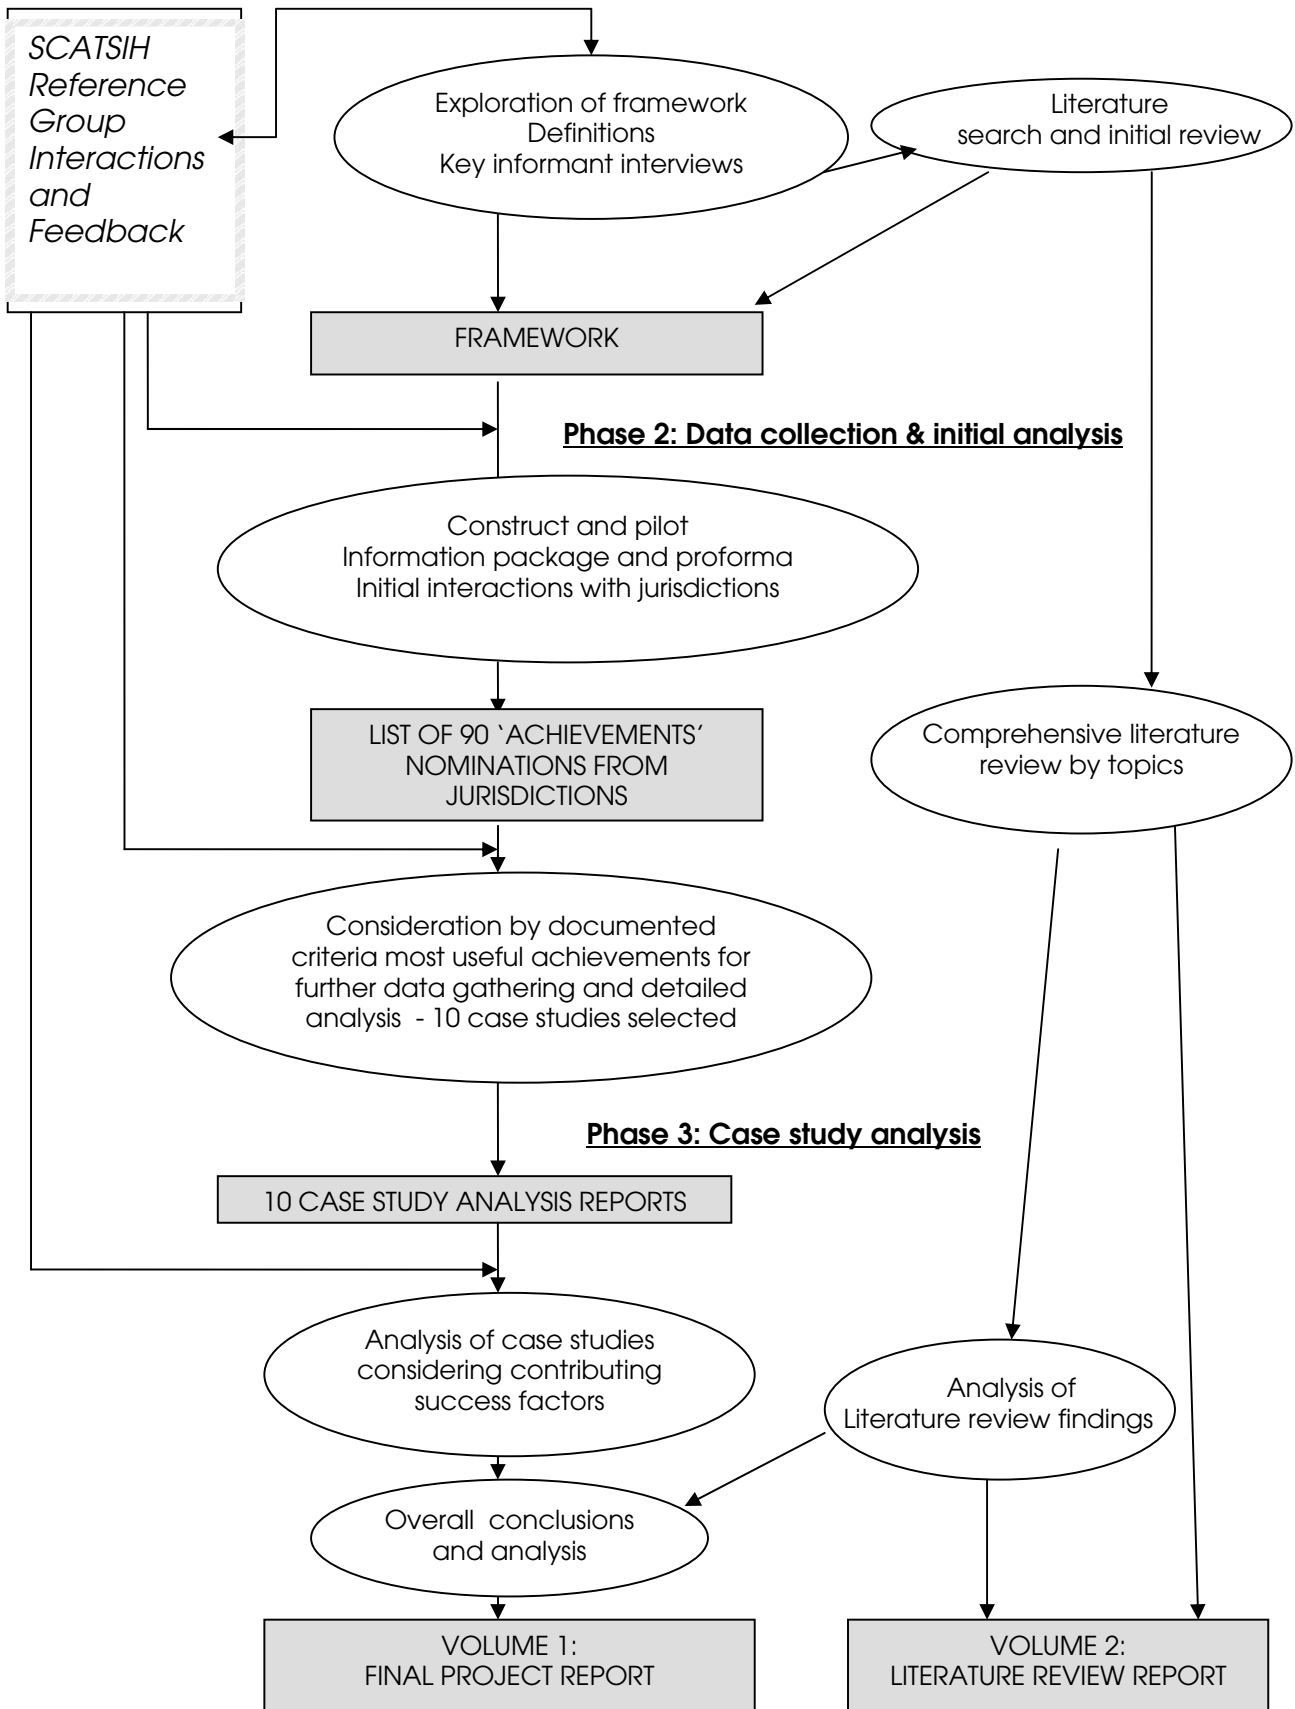 SCATSIH
Reference
Group
Interactions
and
Feedback
Exploration of framework
Definitions
Key informant interviews
Literature
search and initial review
FRAMEWORK
Phase 2: Data collection & initial analysis
Construct and pilot
Information package and proforma
Initial interactions with jurisdictions
LIST OF 90 ‘ACHIEVEMENTS’
NOMINATIONS FROM
JURISDICTIONS
Comprehensive literature
review by topics
Consideration by documented
criteria most useful achievements for
further data gathering and detailed
analysis - 10 case studies selected
Phase 3: Case study analysis
10 CASE STUDY ANALYSIS REPORTS
Analysis of case studies
considering contributing
success factors
Analysis of
Literature review findings
Overall conclusions
and analysis
VOLUME 1:
FINAL PROJECT REPORT
VOLUME 2:
LITERATURE REVIEW REPORT